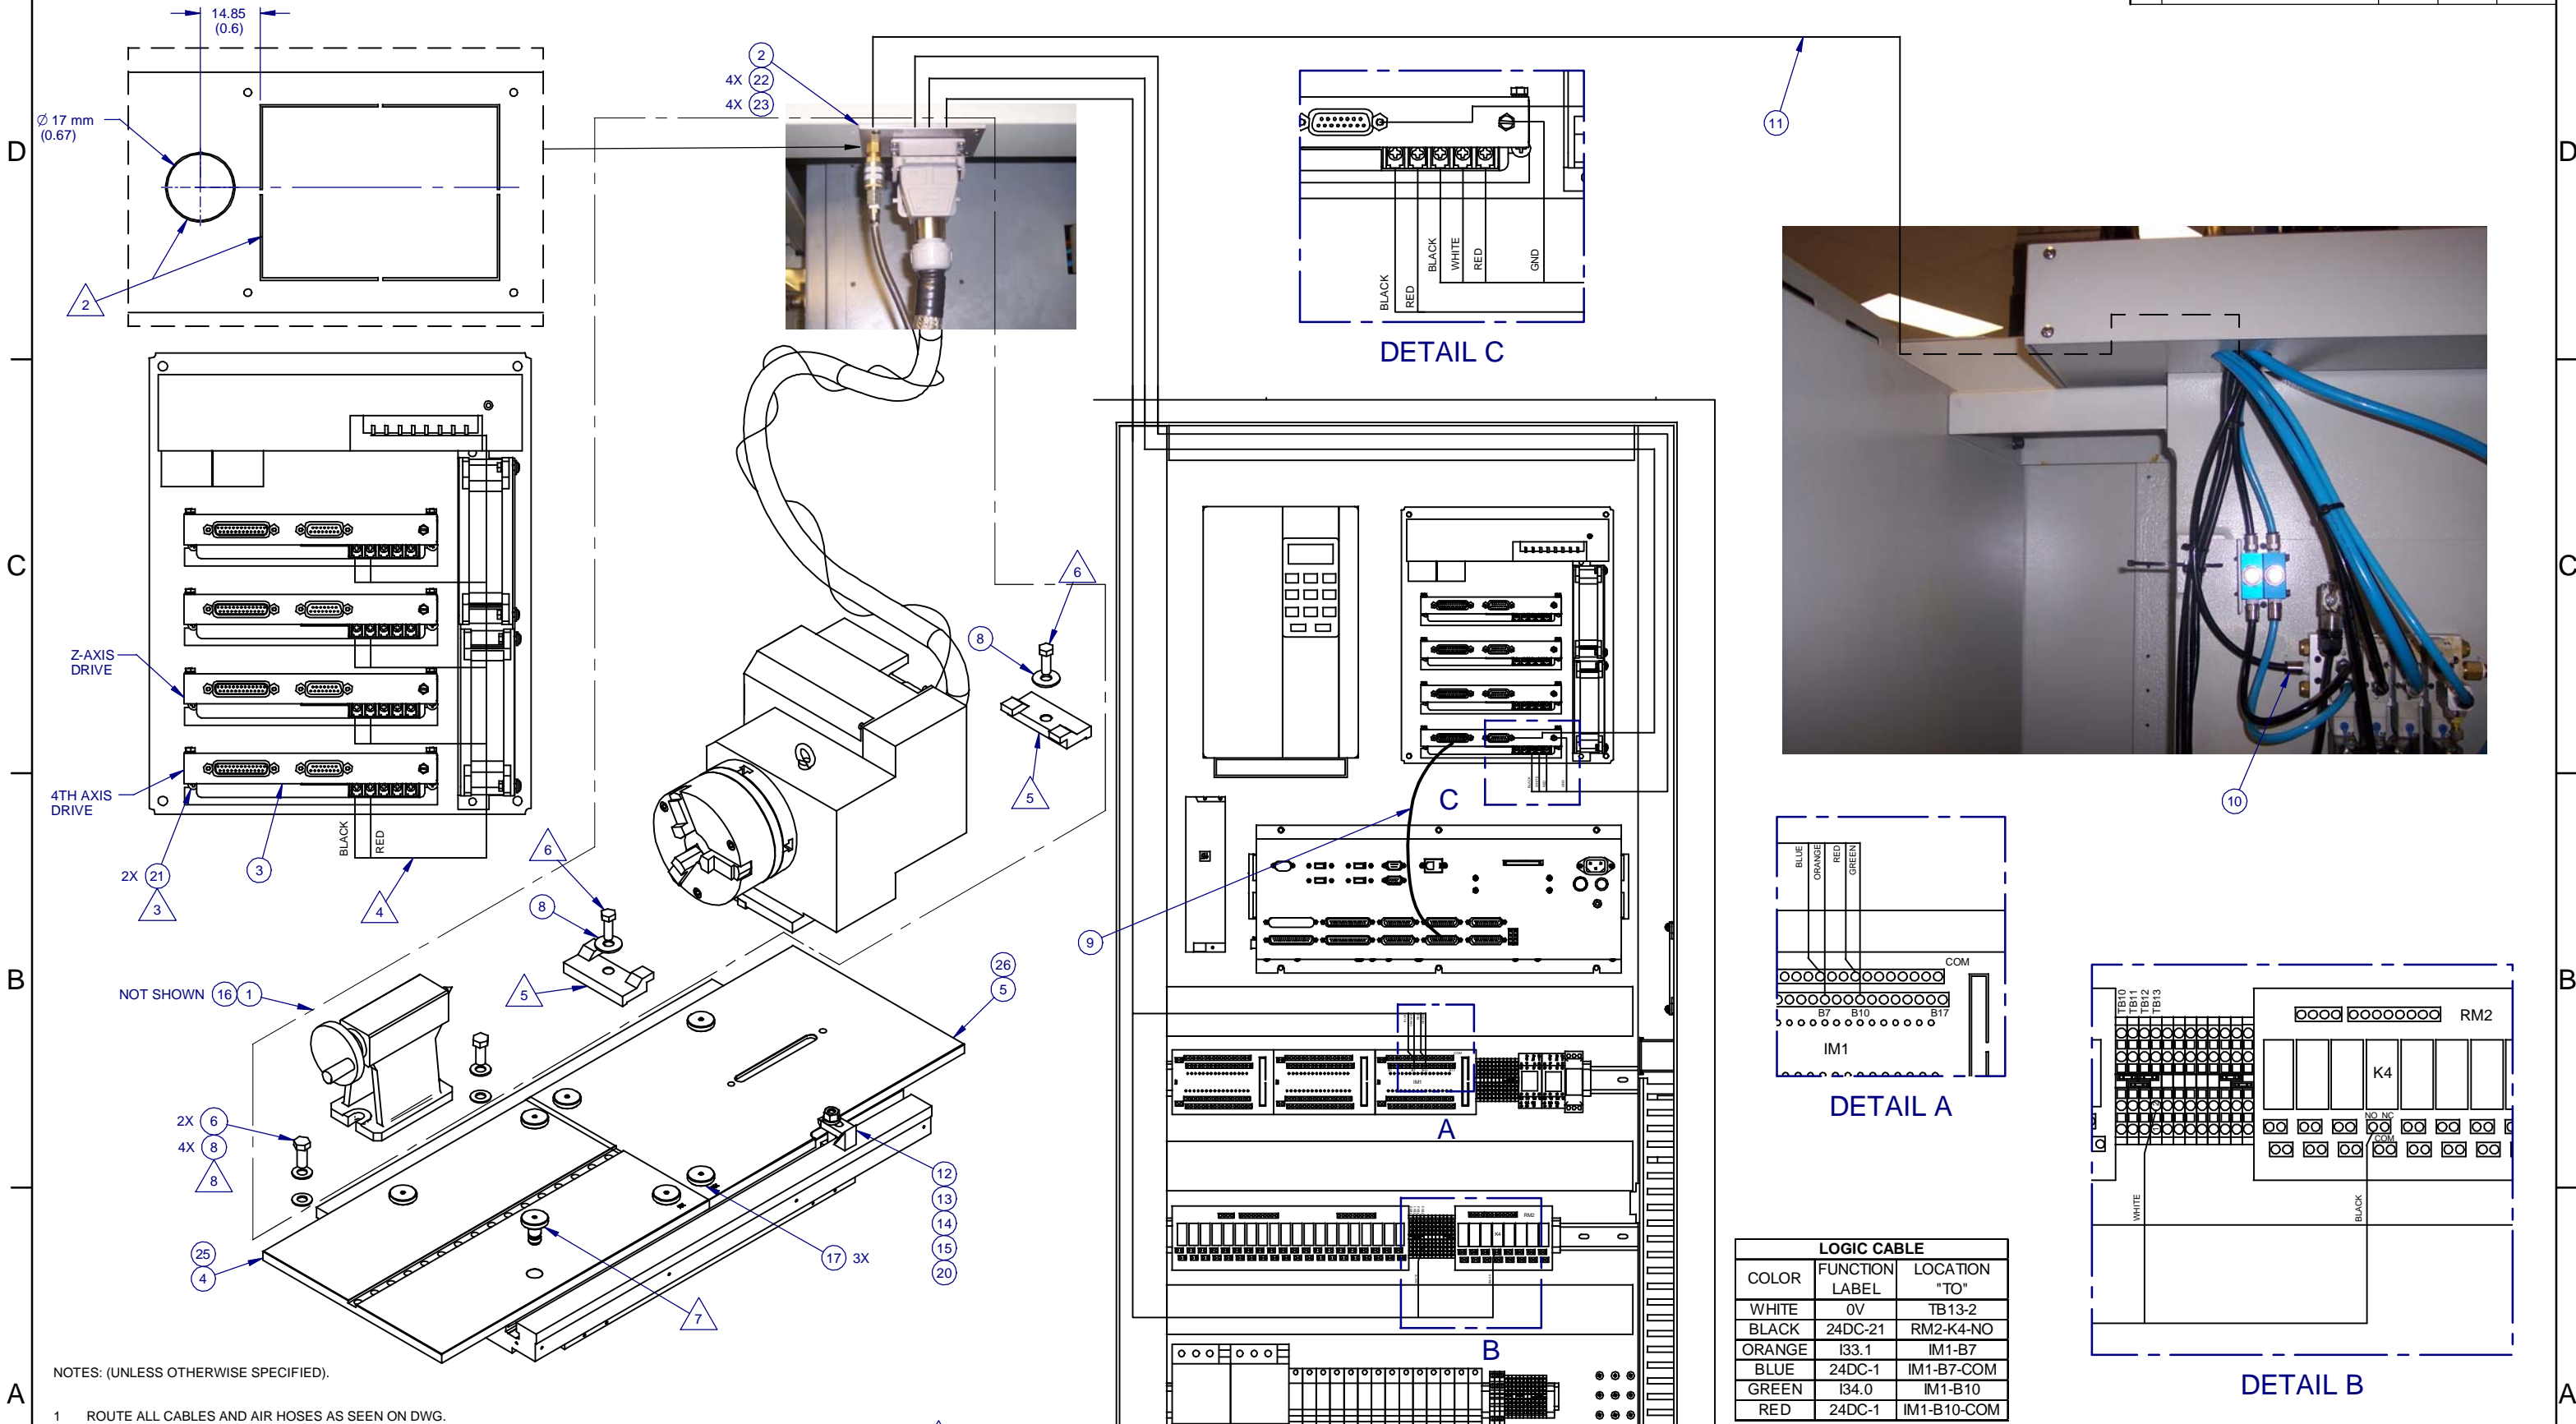 14.85
(0.6)
Ø 17 mm
(0.67)
2
2
4X 22
4X 23
11
BLACK
RED
BLACK
WHITE
RED
GND
DETAIL C
D
D
C
C
B
B
A
A
Z-AXIS
DRIVE
4TH AXIS
DRIVE
BLACK
RED
2X 21
3
3
4
6
8
5
6
8
5
9
10
C
NOT SHOWN 16 1
26
5
2X 6
4X 8
8
25
4
7
17 3X
12
13
14
15
20
IM1
A
RM2
K4
B
BLUE
ORANGE
RED
GREEN
COM
B7
B10
B17
IM1
DETAIL A
TB10
TB11
TB12
TB13
RM2
K4
NO NC
COM
WHITE
BLACK
DETAIL B
LOGIC CABLE
COLOR FUNCTION LABEL LOCATION "TO"
WHITE 0V TB13-2
BLACK 24DC-21 RM2-K4-NO
ORANGE I33.1 IM1-B7
BLUE 24DC-1 IM1-B7-COM
GREEN I34.0 IM1-B10
RED 24DC-1 IM1-B10-COM
NOTES: (UNLESS OTHERWISE SPECIFIED).
1 ROUTE ALL CABLES AND AIR HOSES AS SEEN ON DWG.